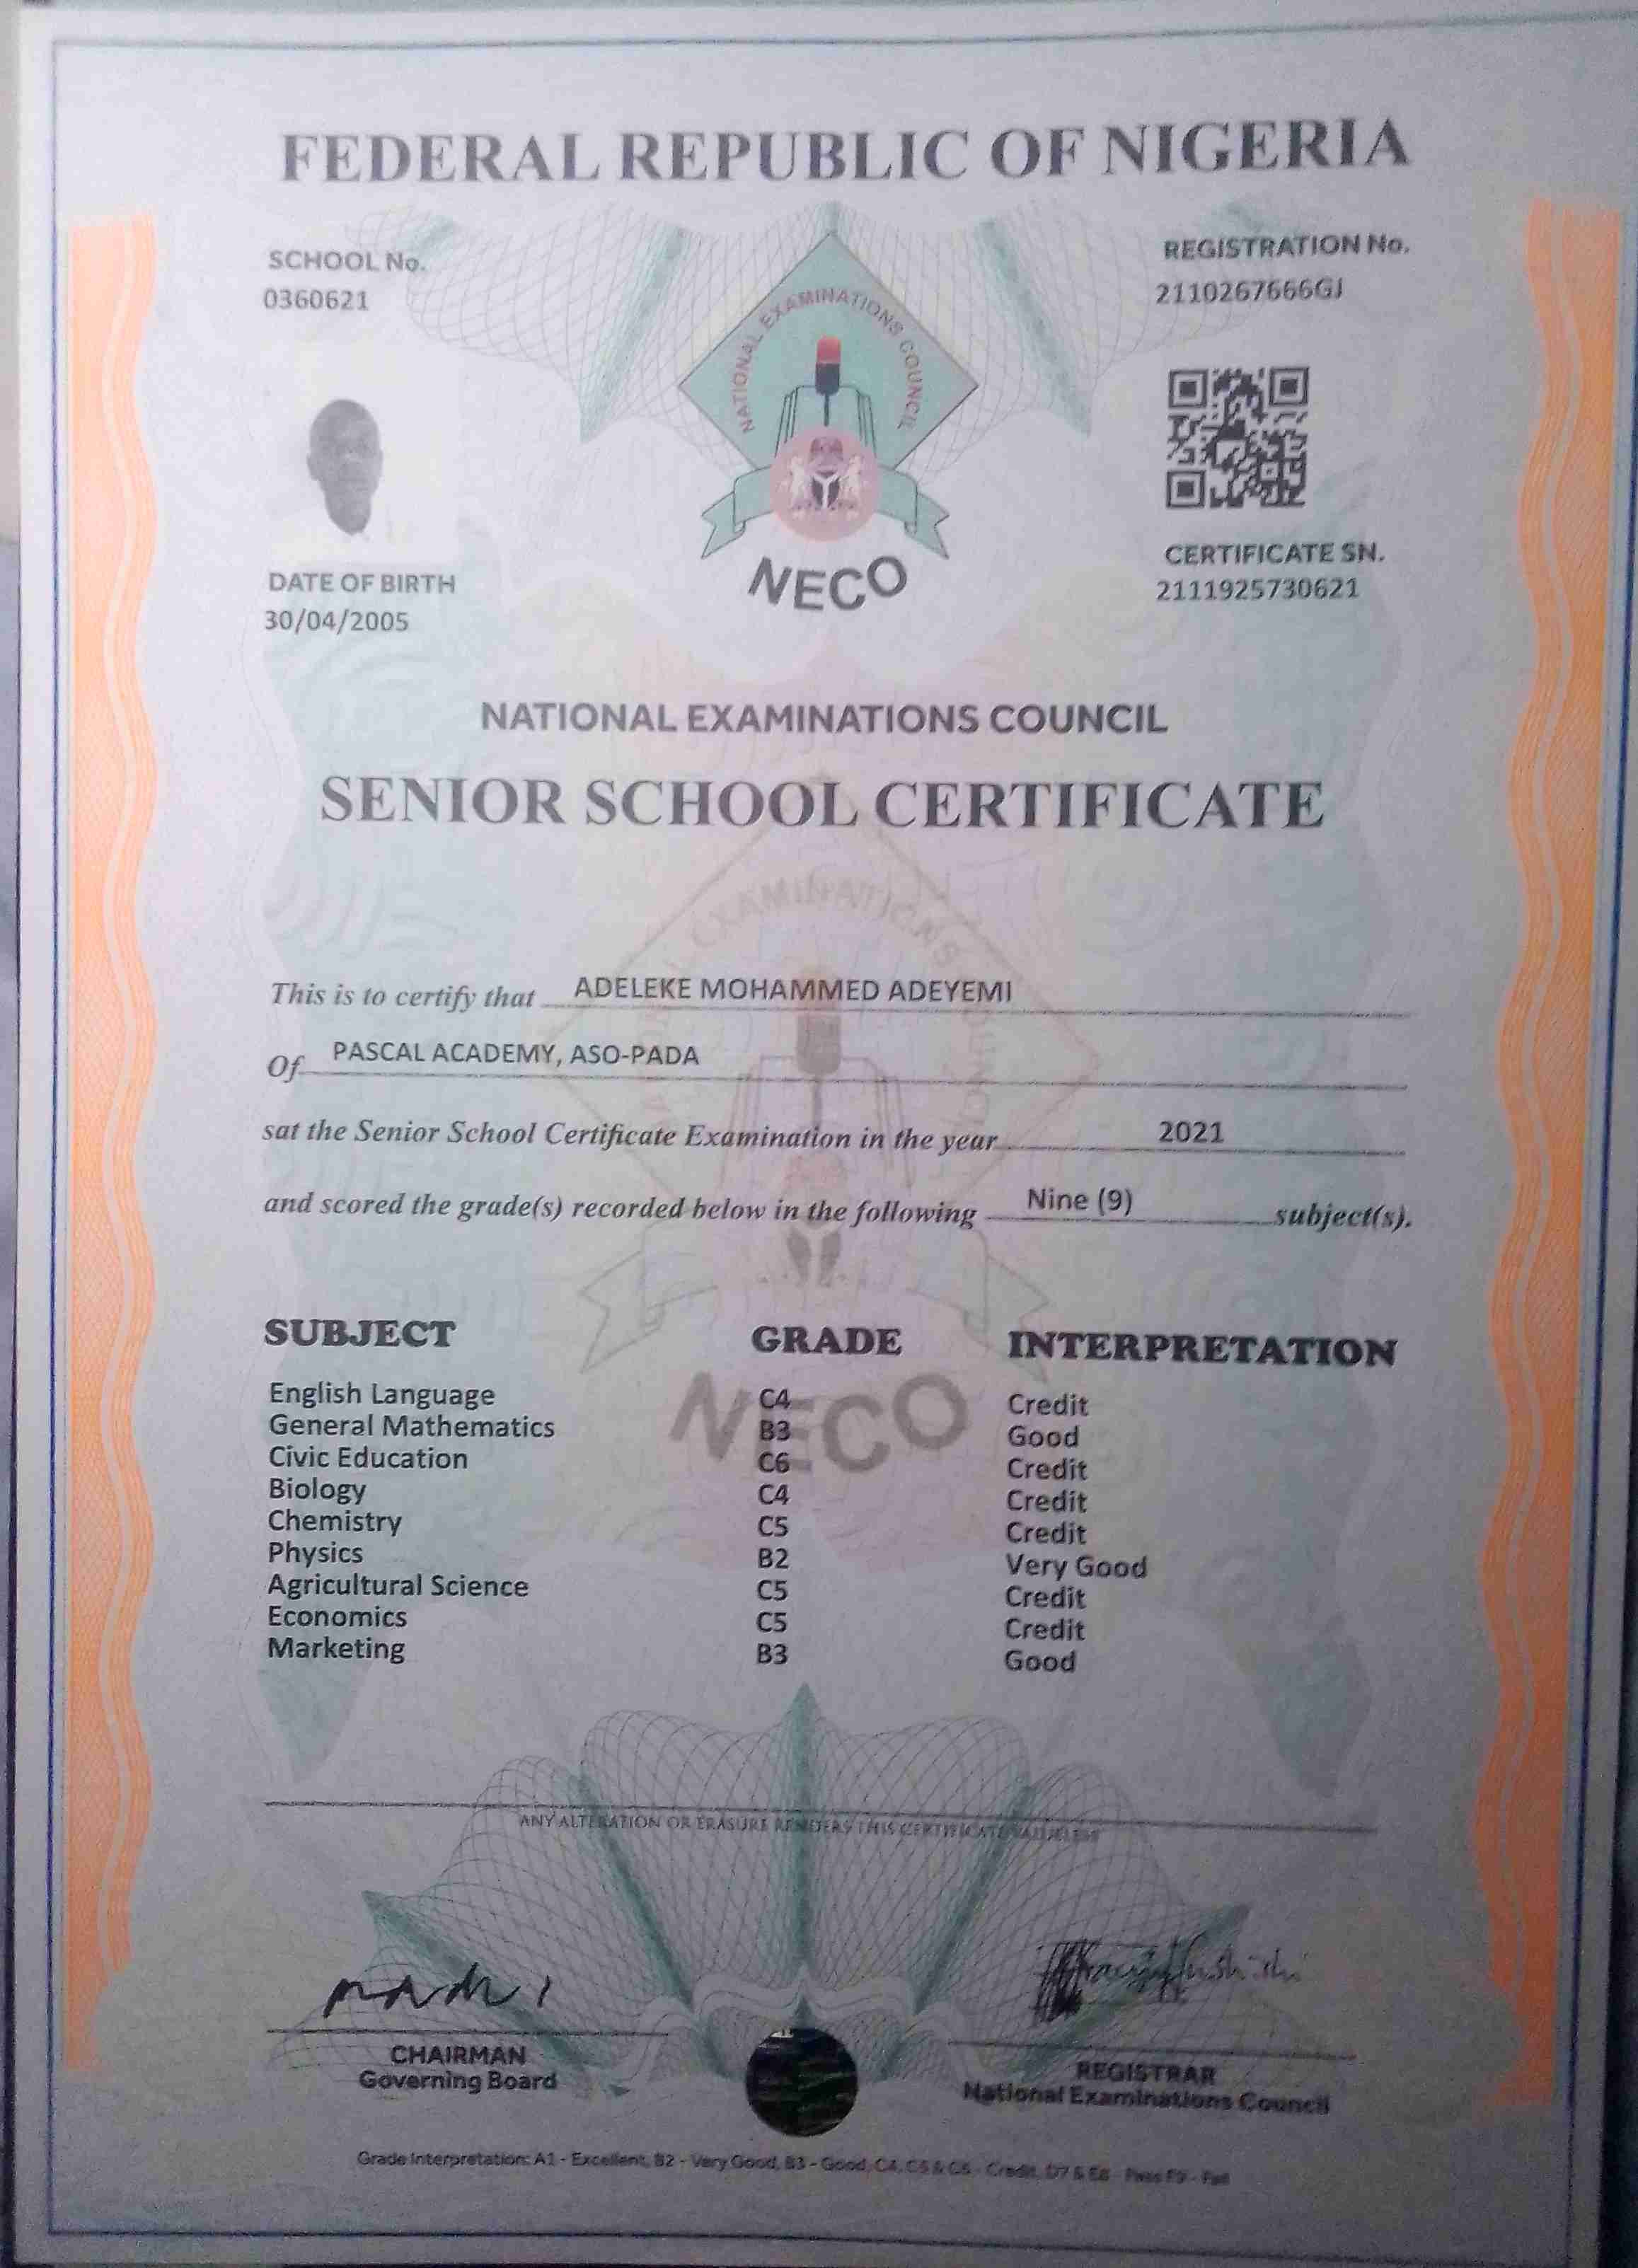 FEDERAL REPUBLIC OF NIGERIA
SCHOOL No.
0360621
REGISTRATION No.
2110267666GJ
NATIONAL EXAMINATIONS COUNCIL
NECO
DATE OF BIRTH
30/04/2005
CERTIFICATE SN.
2111925730621
NATIONAL EXAMINATIONS COUNCIL
SENIOR SCHOOL CERTIFICATE
This is to certify that ADELEKE MOHAMMED ADEYEMI
Of PASCAL ACADEMY, ASO-PADA
sat the Senior School Certificate Examination in the year 2021
and scored the grade(s) recorded below in the following Nine (9) subject(s).
SUBJECT GRADE INTERPRETATION
English Language C4 Credit
General Mathematics B3 Good
Civic Education C6 Credit
Biology C4 Credit
Chemistry C5 Credit
Physics B2 Very Good
Agricultural Science C5 Credit
Economics C5 Credit
Marketing B3 Good
EXAMINATIONS
NECO
ANY ALTERATION OR ERASURE RENDERS THIS CERTIFICATE VALUELESS
CHAIRMAN
Governing Board
REGISTRAR
National Examinations Council
Grade Interpretation: A1 - Excellent, B2 - Very Good, B3 - Good, C4, C5 & C6 - Credit, D7 & E8 - Pass F9 - Fail